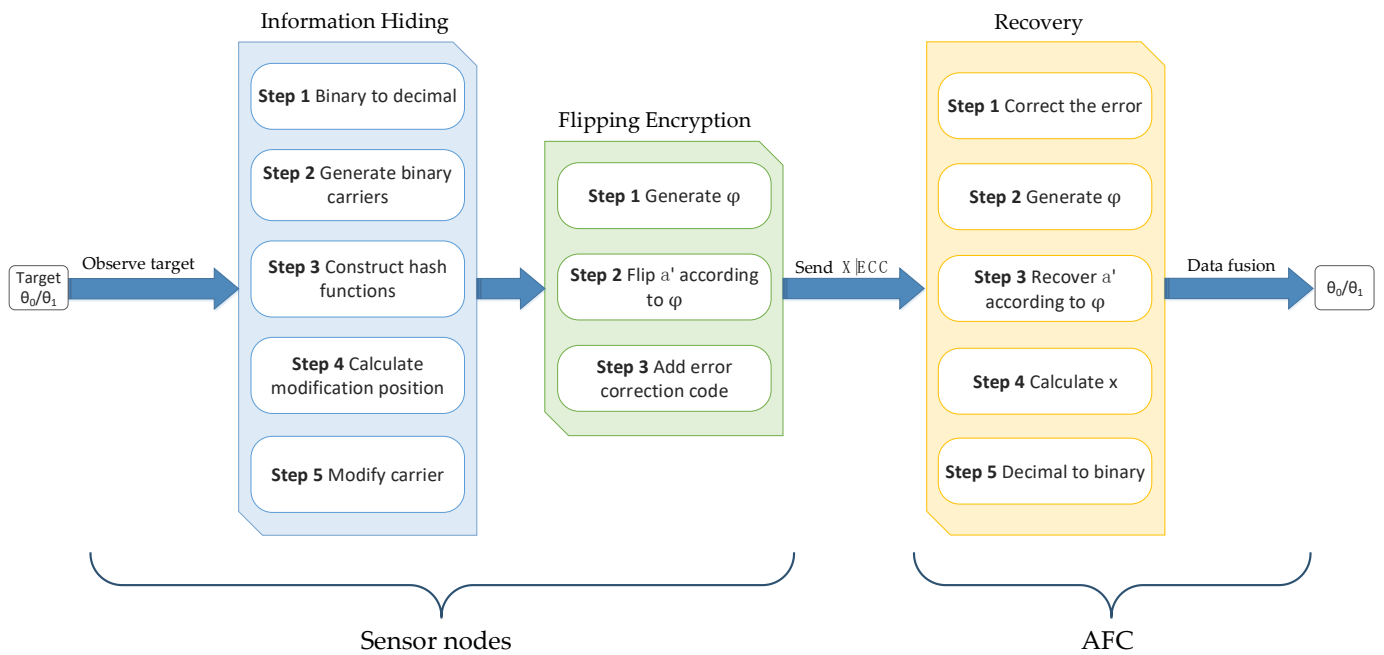 Information Hiding
Step 1 Binary to decimal
Step 2 Generate binary
carriers
Step 3 Construct hash
functions
Step 4 Calculate
modification position
Step 5 Modify carrier
Flipping Encryption
Step 1 Generate φ
Step 2 Flip a' according
to φ
Step 3 Add error
correction code
Recovery
Step 1 Correct the error
Step 2 Generate φ
Step 3 Recover a'
according to φ
Step 4 Calculate x
Step 5 Decimal to binary
Target
θ₀/θ₁
Observe target
Send X|ECC
Data fusion
θ₀/θ₁
Sensor nodes
AFC